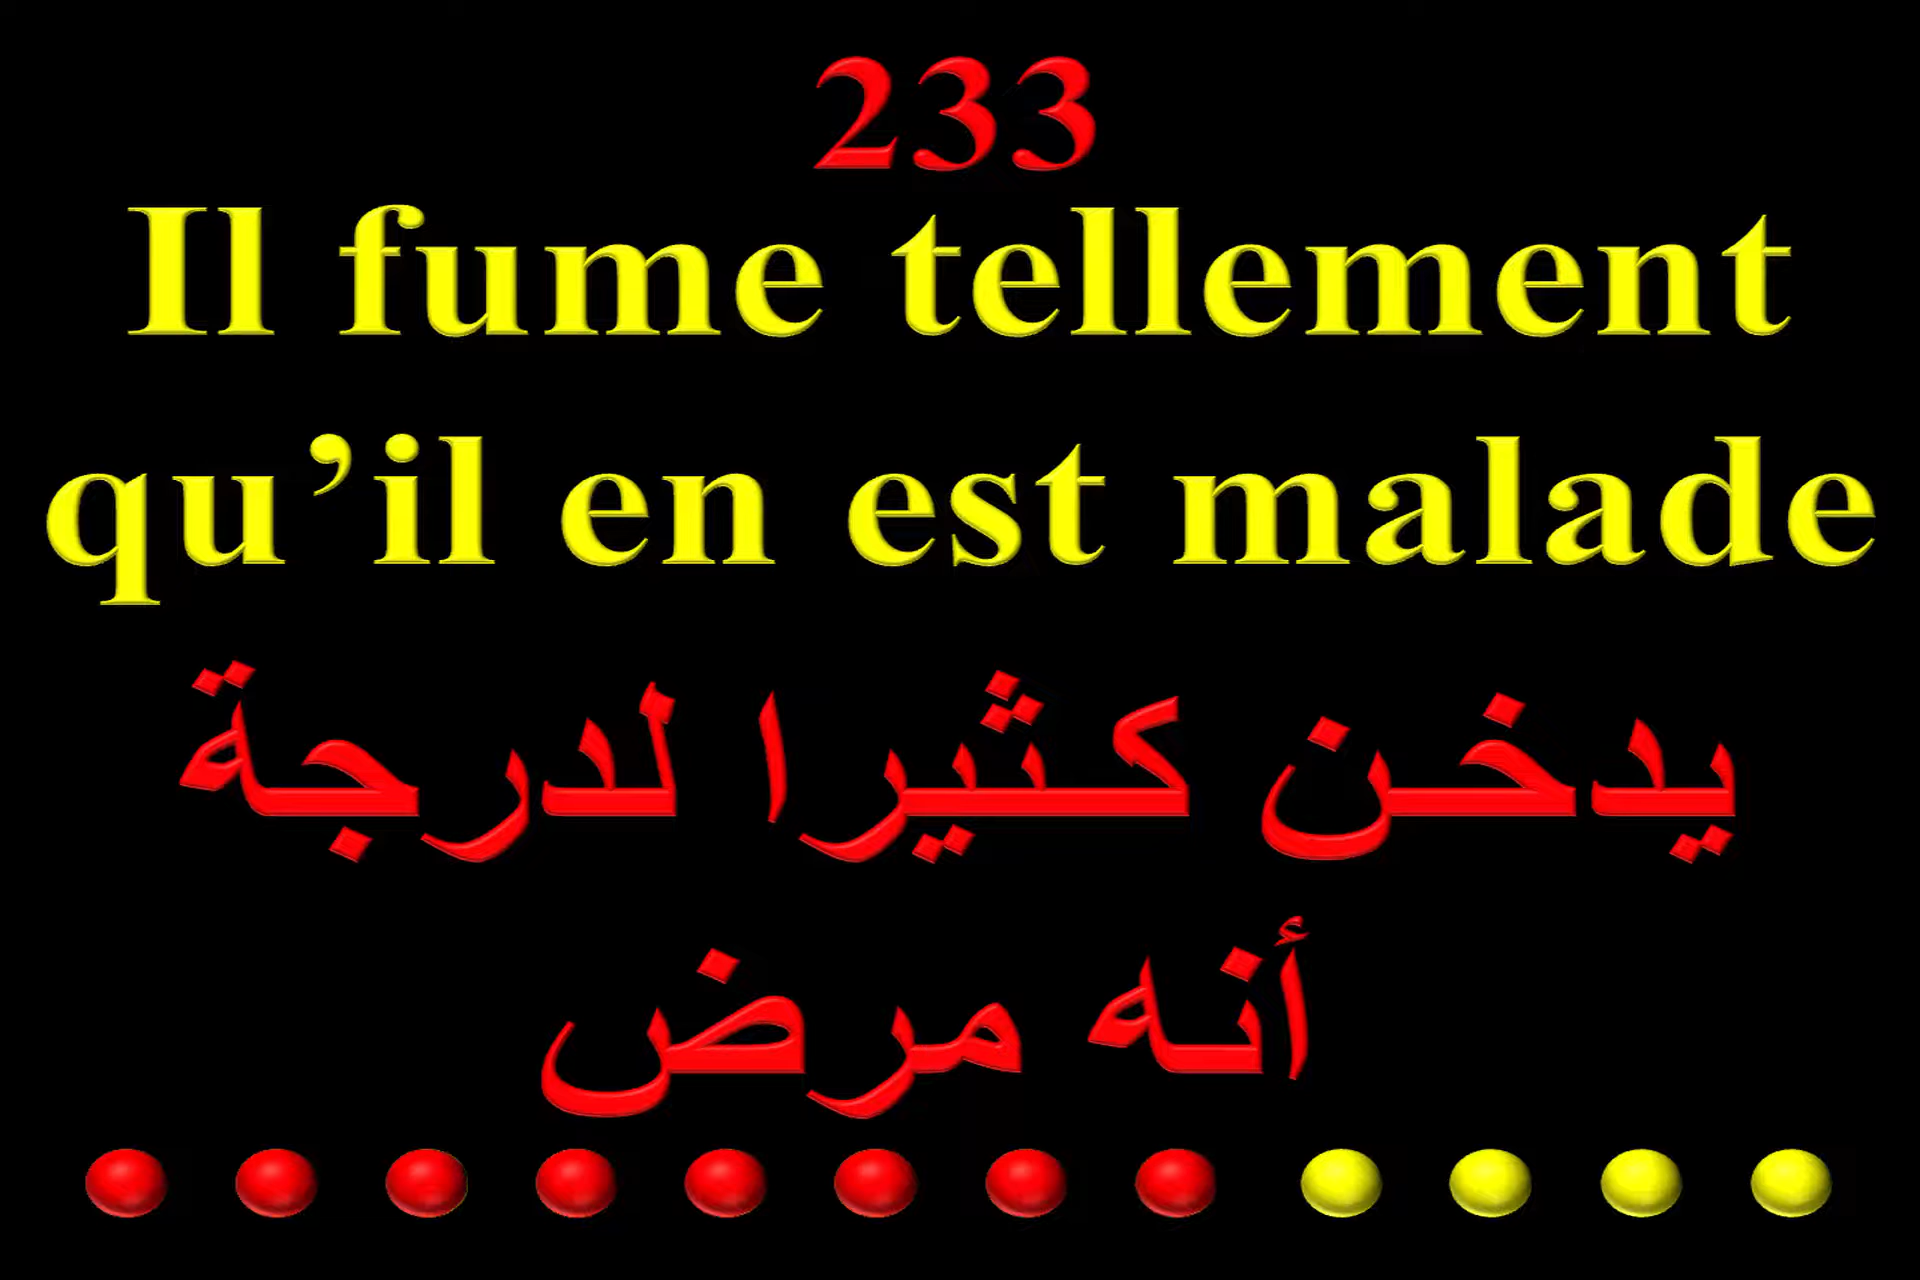 233
Il fume tellement
qu’il en est malade
يدخن كثيرا لدرجة
أنه مرض